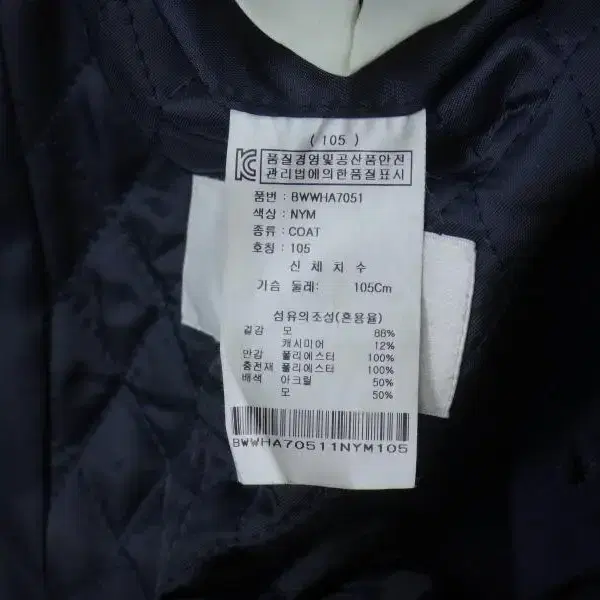 ( 105 )
품질경영및공산품안전
관리법에의한품질표시
품번 : BWWHA7051
색상 : NYM
종류 : COAT
호칭 : 105
신 체 치 수
가슴 둘레: 105Cm
섬유의조성(혼용율)
겉감 모 88%
캐시미어 12%
안감 폴리에스터 100%
충전재 폴리에스터 100%
배색 아크릴 50%
모 50%
BWWHA70511NYM105